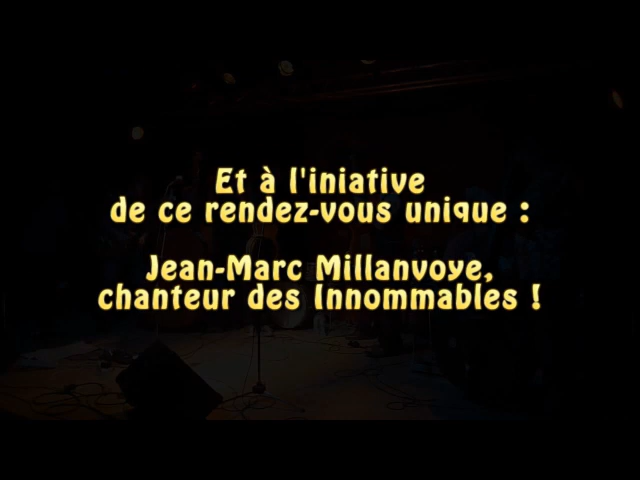 Et à l'iniative
de ce rendez-vous unique :
Jean-Marc Millanvoye,
chanteur des Innommables !